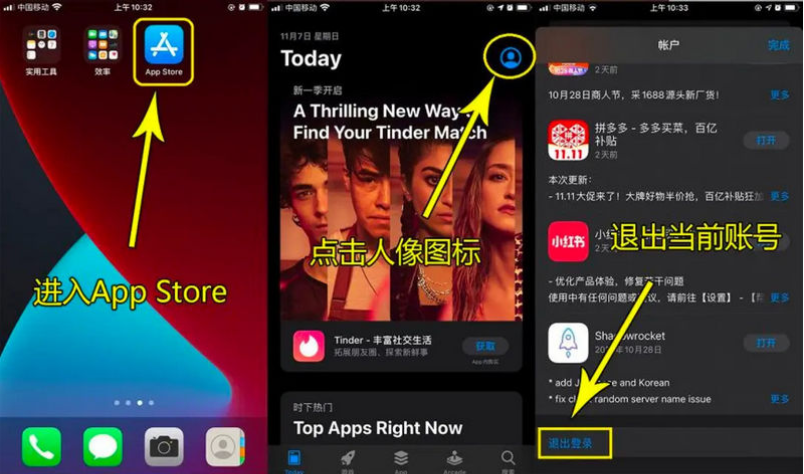 中国移动
上午10:32
实用工具
效率
App Store
进入App Store
中国移动
上午10:32
11月7日 星期日
Today
新一季开启
A Thrilling New Way
Find Your Tinder Match
点击人像图标
Tinder - 丰富社交生活
拓展朋友圈、探索新鲜事
获取
App 内购买
时下热门
Top Apps Right Now
Today
游戏
App
Arcade
搜索
中国移动
上午10:33
帐户
完成
2天前
10月28日商人节，采1688源头新厂货！
更多
拼多多 - 多多买菜，百亿
补贴
2天前
打开
11.11
本次更新：
- 11.11大促来了！大牌好物半价抢，百亿补贴狂加
更多
小红书
退出当前账号
- 优化产品体验，修复若干问题
使用中有任何问题或建议，请前往【设置】-【
更多
Shadowrocket
10月28日
打开
* add J and Korean
* fix random server name issue
更多
退出登录